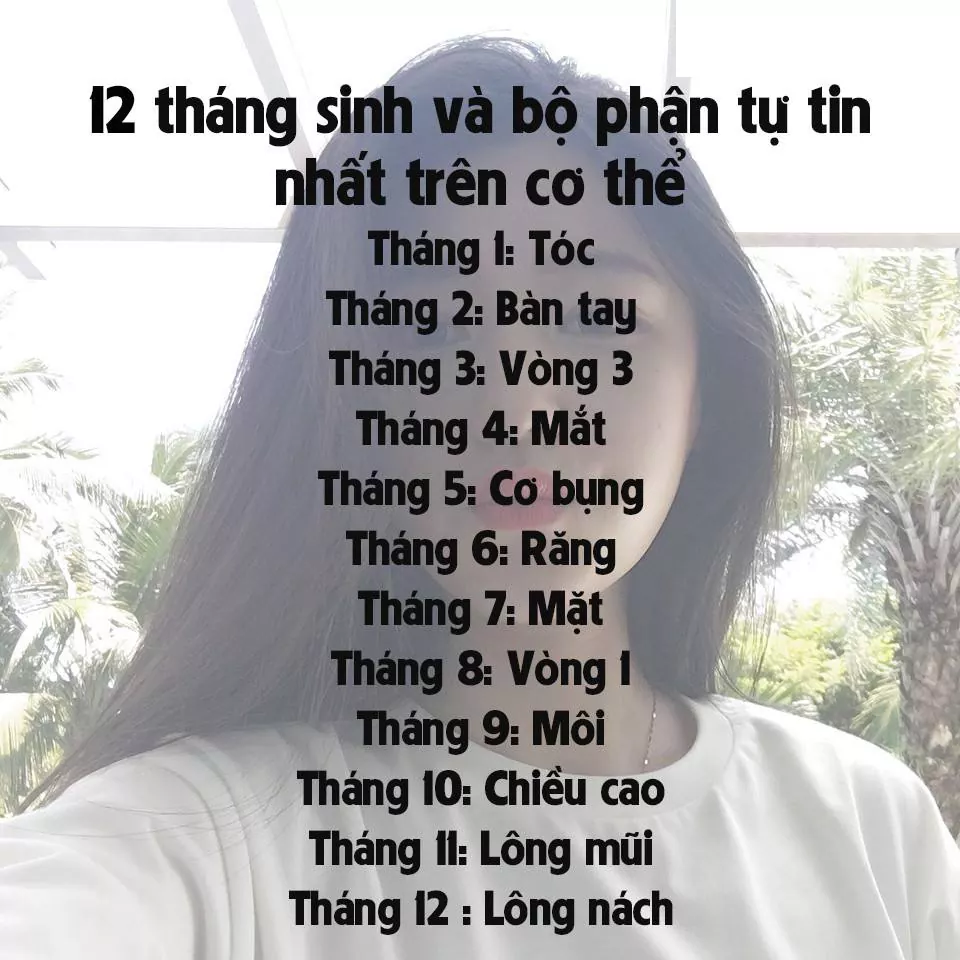 12 tháng sinh và bộ phận tự tin
nhất trên cơ thể
Tháng 1: Tóc
Tháng 2: Bàn tay
Tháng 3: Vòng 3
Tháng 4: Mắt
Tháng 5: Cơ bụng
Tháng 6: Răng
Tháng 7: Mặt
Tháng 8: Vòng 1
Tháng 9: Môi
Tháng 10: Chiều cao
Tháng 11: Lông mũi
Tháng 12 : Lông nách